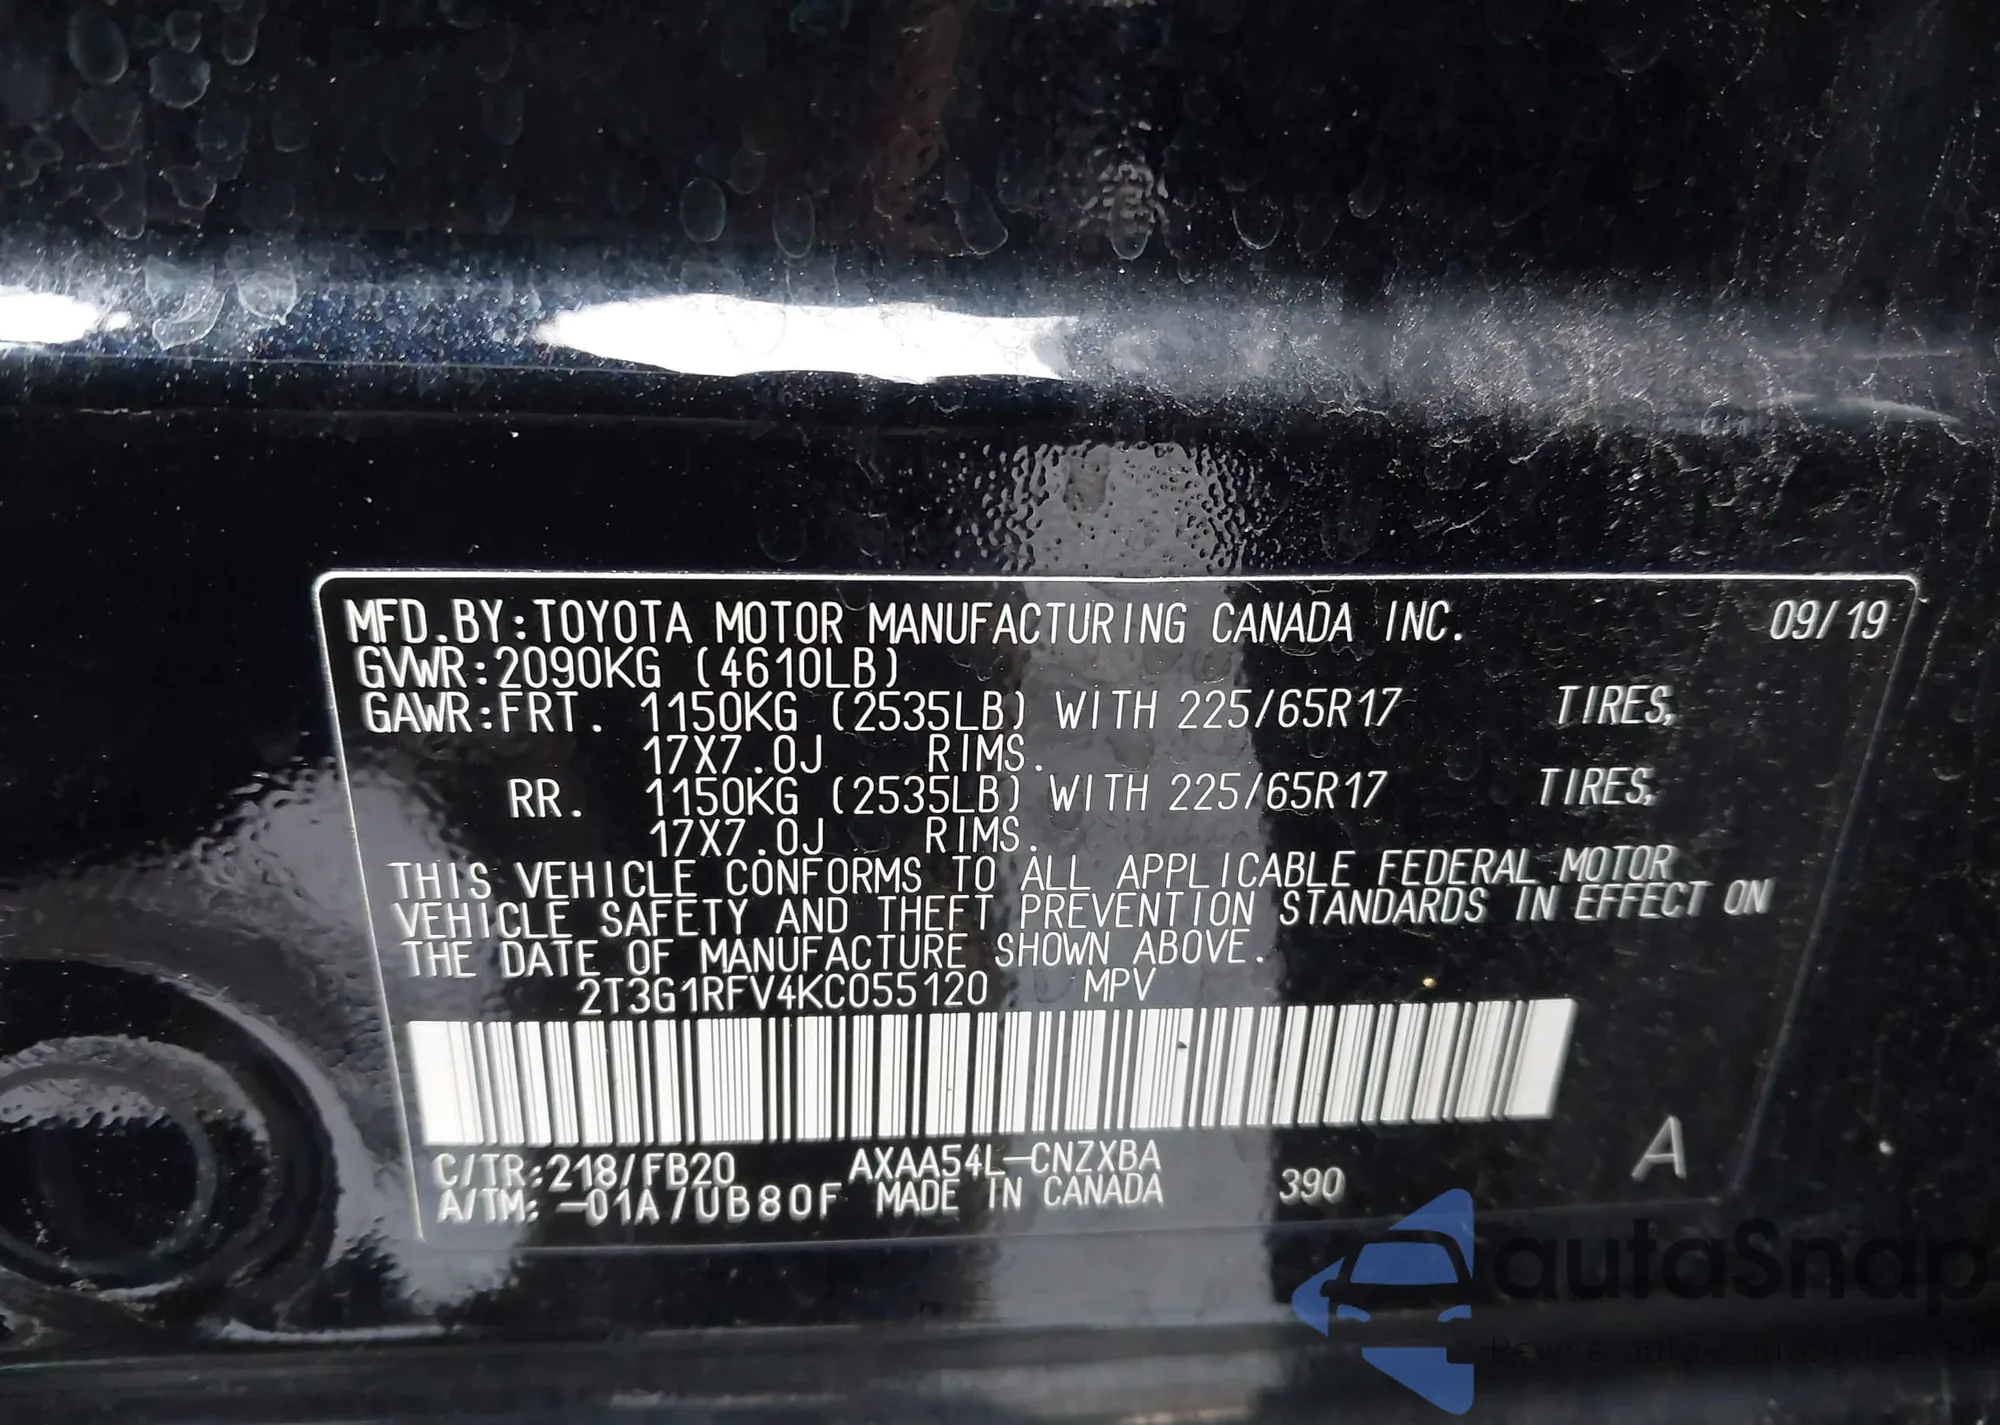 MFD.BY:TOYOTA MOTOR MANUFACTURING CANADA INC. 09/19
GVWR:2090KG (4610LB)
GAWR:FRT. 1150KG (2535LB) WITH 225/65R17 TIRES,
17X7.0J RIMS.
RR. 1150KG (2535LB) WITH 225/65R17 TIRES,
17X7.0J RIMS.
THIS VEHICLE CONFORMS TO ALL APPLICABLE FEDERAL MOTOR
VEHICLE SAFETY AND THEFT PREVENTION STANDARDS IN EFFECT ON
THE DATE OF MANUFACTURE SHOWN ABOVE.
2T3G1RFV4KC055120 MPV
C/TR:218/FB20 AXAA54L-CNZXBA
A/TM:-01A/UB80F MADE IN CANADA 390 A
autaSnap